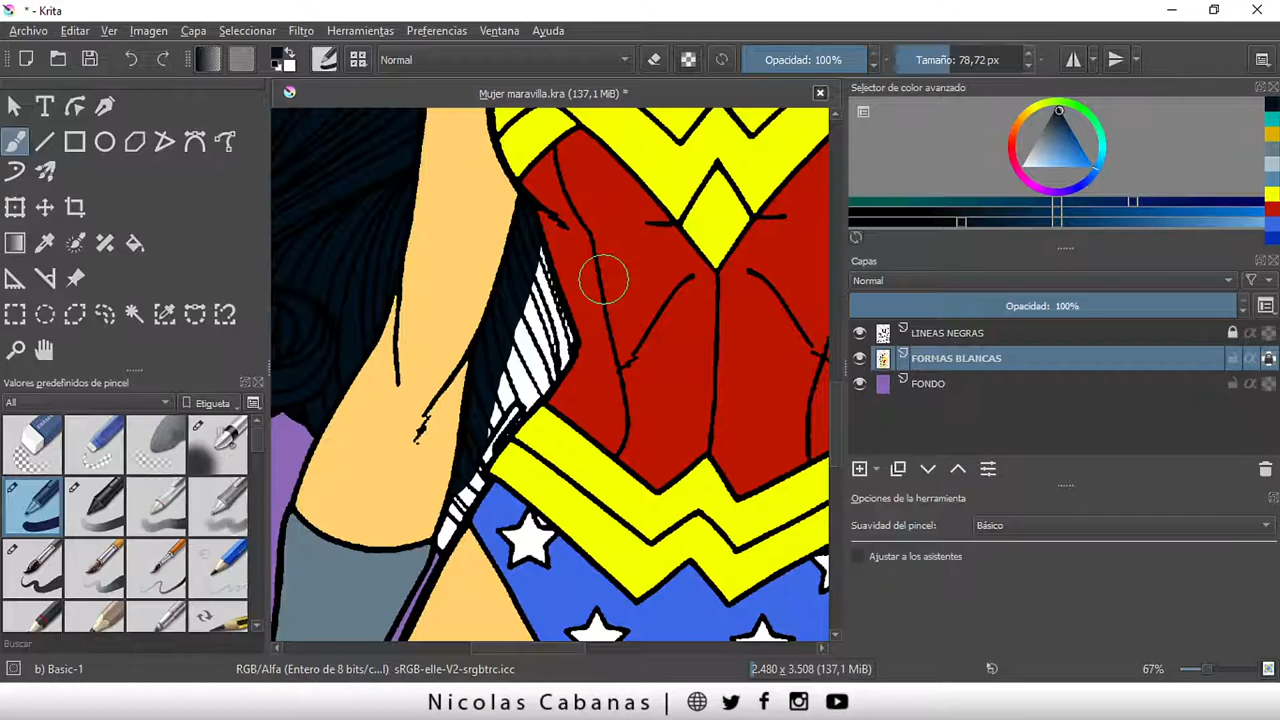 * - Krita
Archivo Editar Ver Imagen Capa Seleccionar Filtros Herramientas Preferencias Ventana Ayuda
Normal
Opacidad: 100%
Tamaño: 78,72 px
Mujer maravilla.kra (137,1 MiB) *
Selector de color avanzado
Capas
Normal
Opacidad: 100%
LINEAS NEGRAS
FORMAS BLANCAS
FONDO
Valores predefinidos de pincel
All
Etiqueta
Opciones de la herramienta
Suavidad del pincel: Básico
Ajustar a los asistentes
Buscar
b) Basic-1
RGB/Alfa (Entero de 8 bits/c...l) sRGB-elle-V2-srgbtrc.icc
2.480 x 3.508 (137,1 MiB)
67%
Nicolas Cabanas |